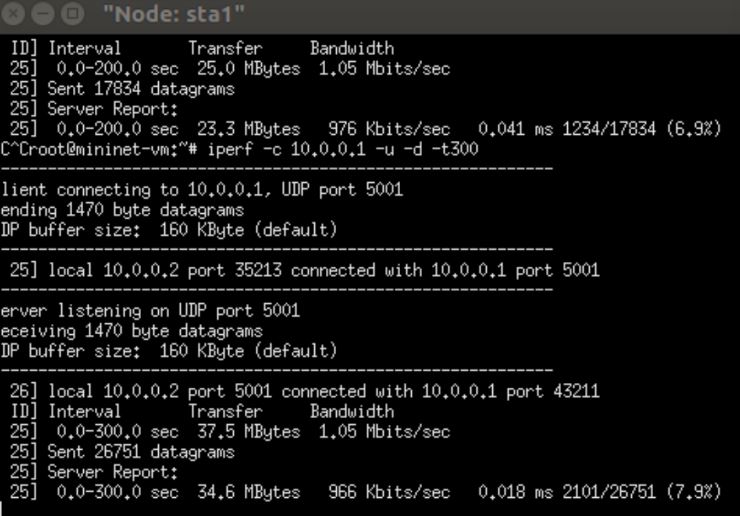 "Node: sta1"
ID] Interval Transfer Bandwidth
25] 0.0-200.0 sec 25.0 MBytes 1.05 Mbits/sec
25] Sent 17834 datagrams
25] Server Report:
25] 0.0-200.0 sec 23.3 MBytes 976 Kbits/sec 0.041 ms 1234/17834 (6.9%)
C^Croot@mininet-vm:~# iperf -c 10.0.0.1 -u -d -t300
------------------------------------------------------------
lient connecting to 10.0.0.1, UDP port 5001
ending 1470 byte datagrams
DP buffer size: 160 KByte (default)
------------------------------------------------------------
25] local 10.0.0.2 port 35213 connected with 10.0.0.1 port 5001
------------------------------------------------------------
erver listening on UDP port 5001
eceiving 1470 byte datagrams
DP buffer size: 160 KByte (default)
------------------------------------------------------------
26] local 10.0.0.2 port 5001 connected with 10.0.0.1 port 43211
ID] Interval Transfer Bandwidth
25] 0.0-300.0 sec 37.5 MBytes 1.05 Mbits/sec
25] Sent 26751 datagrams
25] Server Report:
25] 0.0-300.0 sec 34.6 MBytes 966 Kbits/sec 0.018 ms 2101/26751 (7.9%)